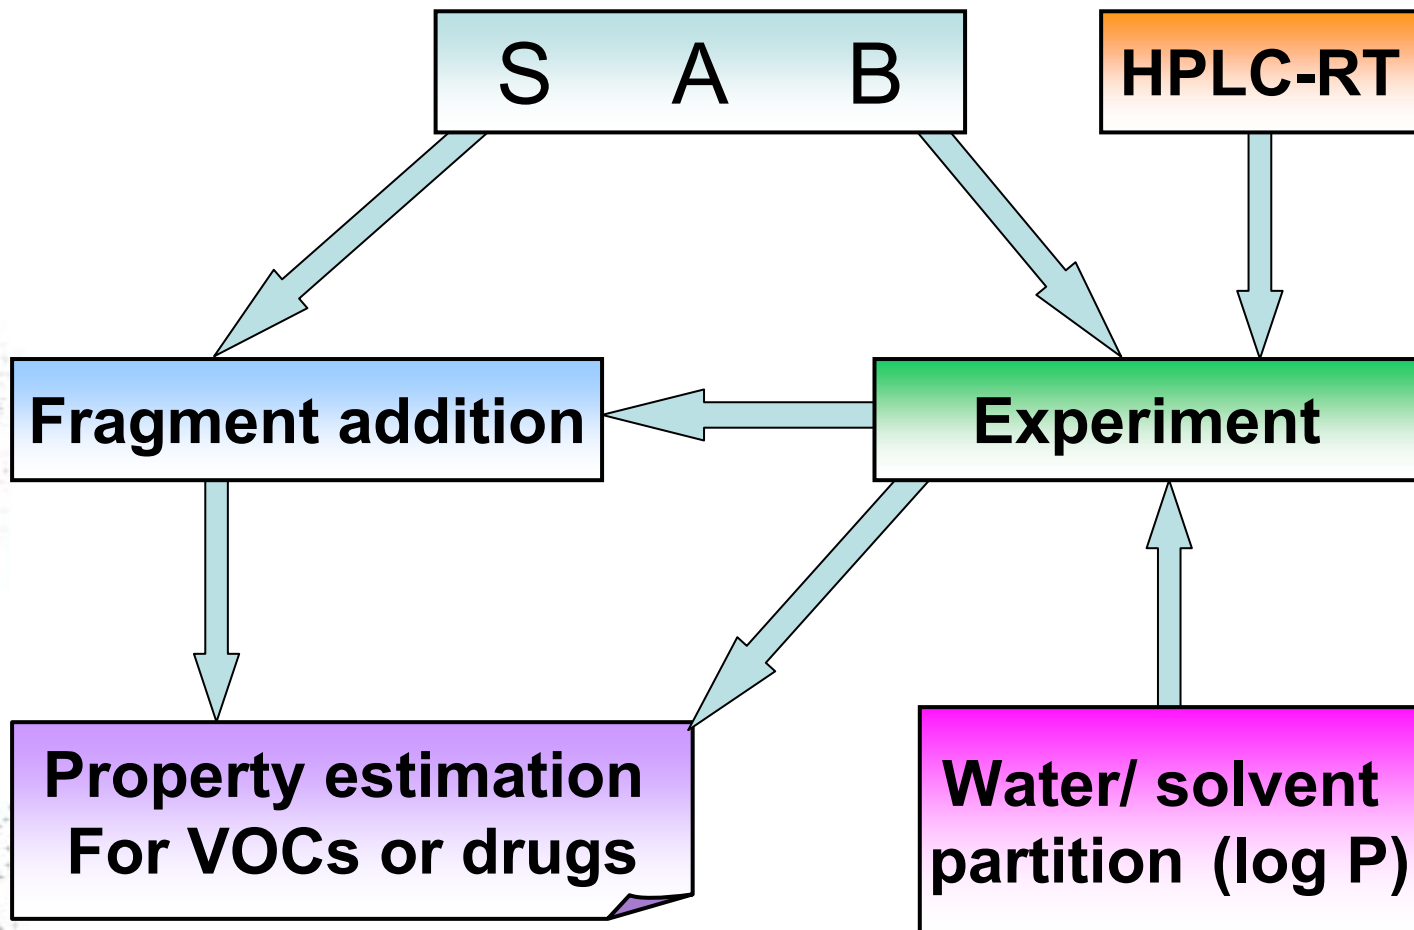 S A B
HPLC-RT
Fragment addition
Experiment
Property estimation
For VOCs or drugs
Water/ solvent
partition (log P)